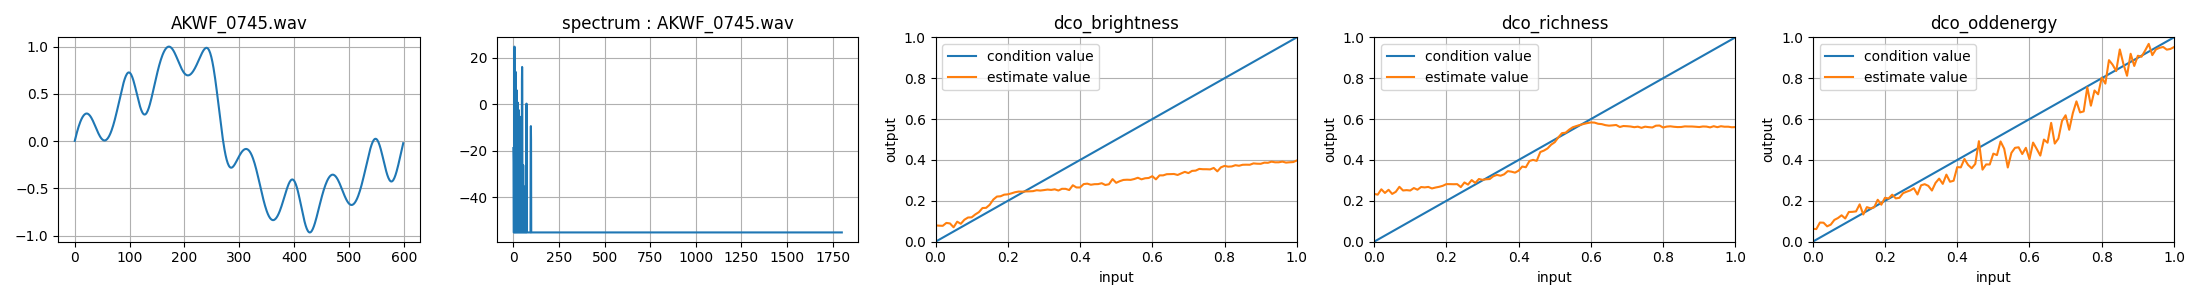 AKWF_0745.wav
1.0
0.5
0.0
−0.5
−1.0
0 100 200 300 400 500 600
spectrum : AKWF_0745.wav
20
0
−20
−40
0 250 500 750 1000 1250 1500 1750
dco_brightness
condition value
estimate value
output
1.0
0.8
0.6
0.4
0.2
0.0
0.0 0.2 0.4 0.6 0.8 1.0
input
dco_richness
condition value
estimate value
output
1.0
0.8
0.6
0.4
0.2
0.0
0.0 0.2 0.4 0.6 0.8 1.0
input
dco_oddenergy
condition value
estimate value
output
1.0
0.8
0.6
0.4
0.2
0.0
0.0 0.2 0.4 0.6 0.8 1.0
input